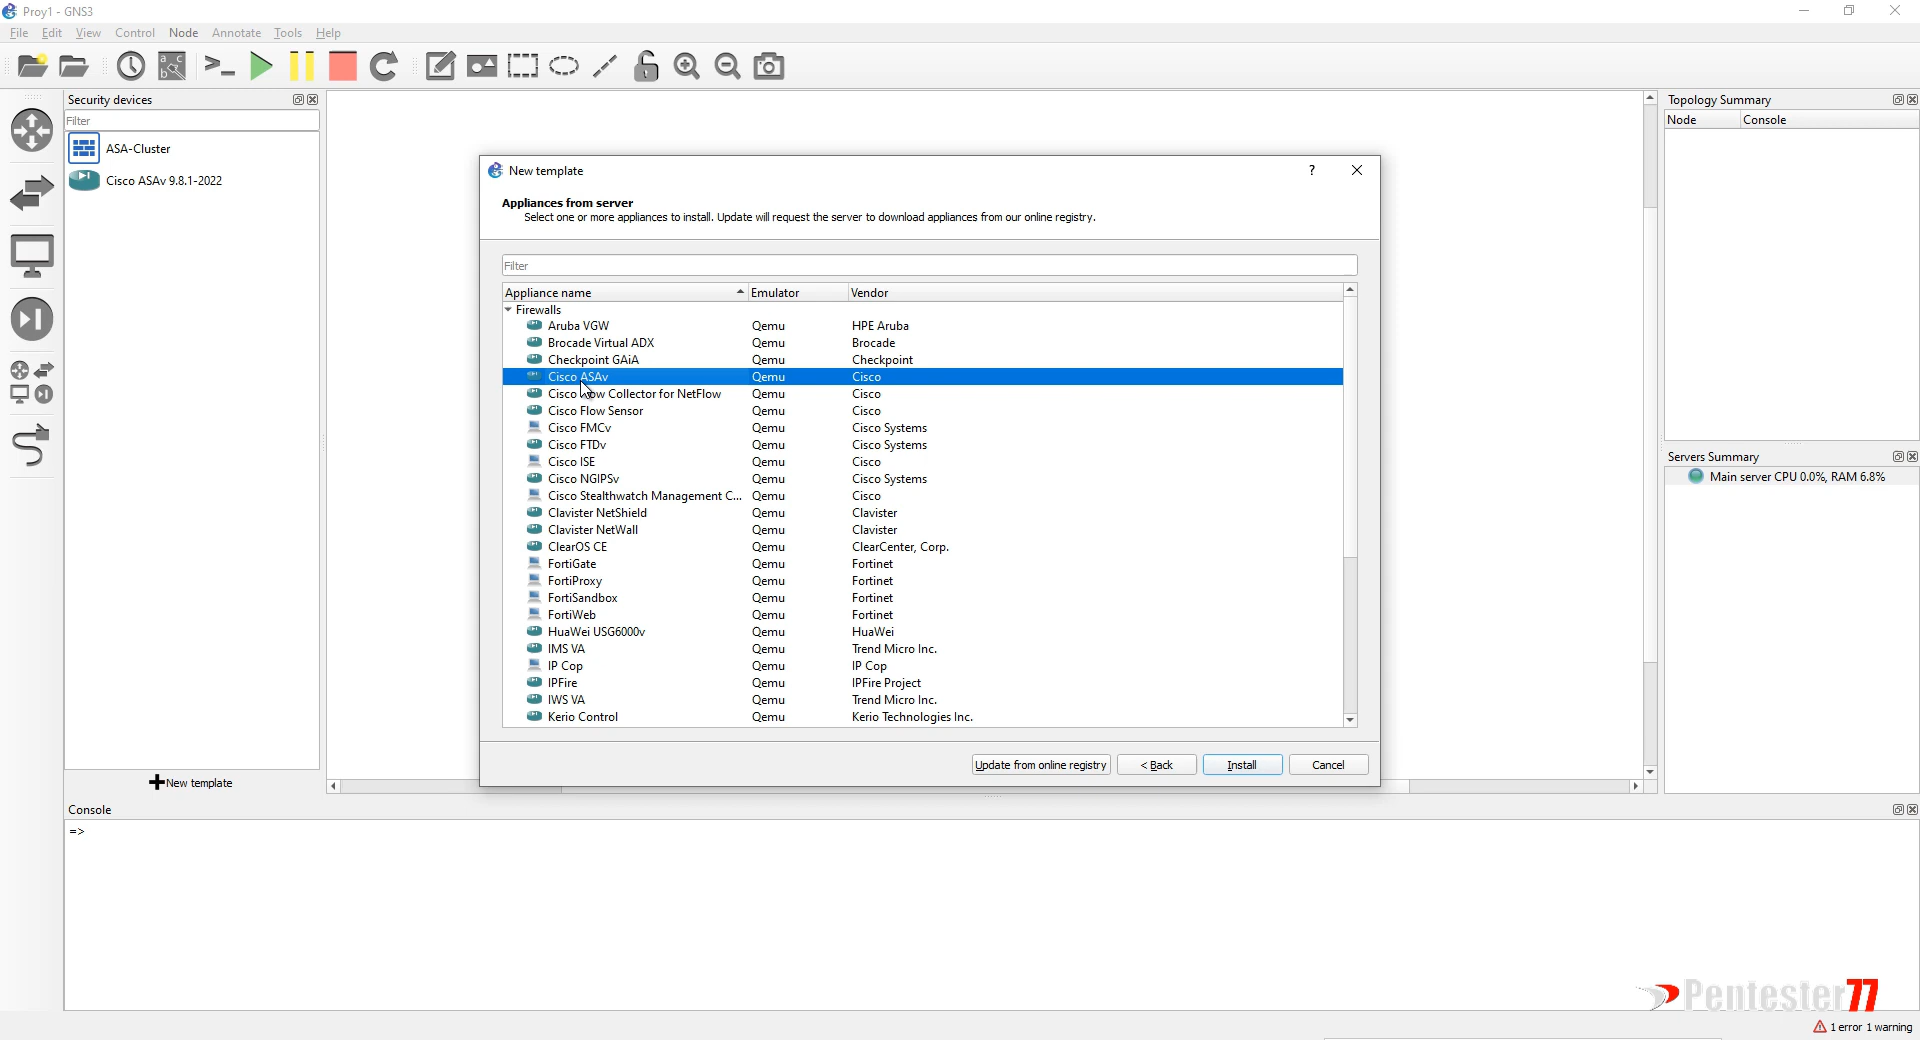 Proy1 - GNS3
File Edit View Control Node Annotate Tools Help
Security devices
Filter
ASA-Cluster
Cisco ASAv 9.8.1-2022
New template
New template
?
Appliances from server
Select one or more appliances to install. Update will request the server to download appliances from our online registry.
Filter
Appliance name Emulator Vendor
Firewalls
Aruba VGW Qemu HPE Aruba
Brocade Virtual ADX Qemu Brocade
Checkpoint GAiA Qemu Checkpoint
Cisco ASAv Qemu Cisco
Cisco Collector for NetFlow Qemu Cisco
Cisco Flow Sensor Qemu Cisco
Cisco FMCv Qemu Cisco Systems
Cisco FTDv Qemu Cisco Systems
Cisco ISE Qemu Cisco
Cisco NGIPSv Qemu Cisco Systems
Cisco Stealthwatch Management C... Qemu Cisco
Clavister NetShield Qemu Clavister
Clavister NetWall Qemu Clavister
ClearOS CE Qemu ClearCenter, Corp.
FortiGate Qemu Fortinet
FortiProxy Qemu Fortinet
FortiSandbox Qemu Fortinet
FortiWeb Qemu Fortinet
HuaWei USG6000v Qemu HuaWei
IMS VA Qemu Trend Micro Inc.
IP Cop Qemu IP Cop
IPFire Qemu IPFire Project
IWS VA Qemu Trend Micro Inc.
Kerio Control Qemu Kerio Technologies Inc.
Update from online registry < Back Install Cancel
Topology Summary
Node Console
Servers Summary
Main server CPU 0.0%, RAM 6.8%
Console
=>
Pentester77
1 error 1 warning